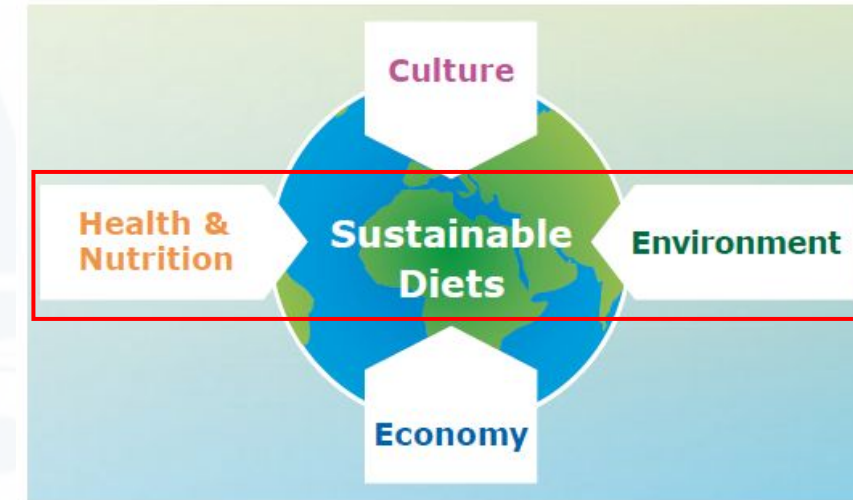 Culture
Health &
Nutrition
Sustainable
Diets
Environment
Economy